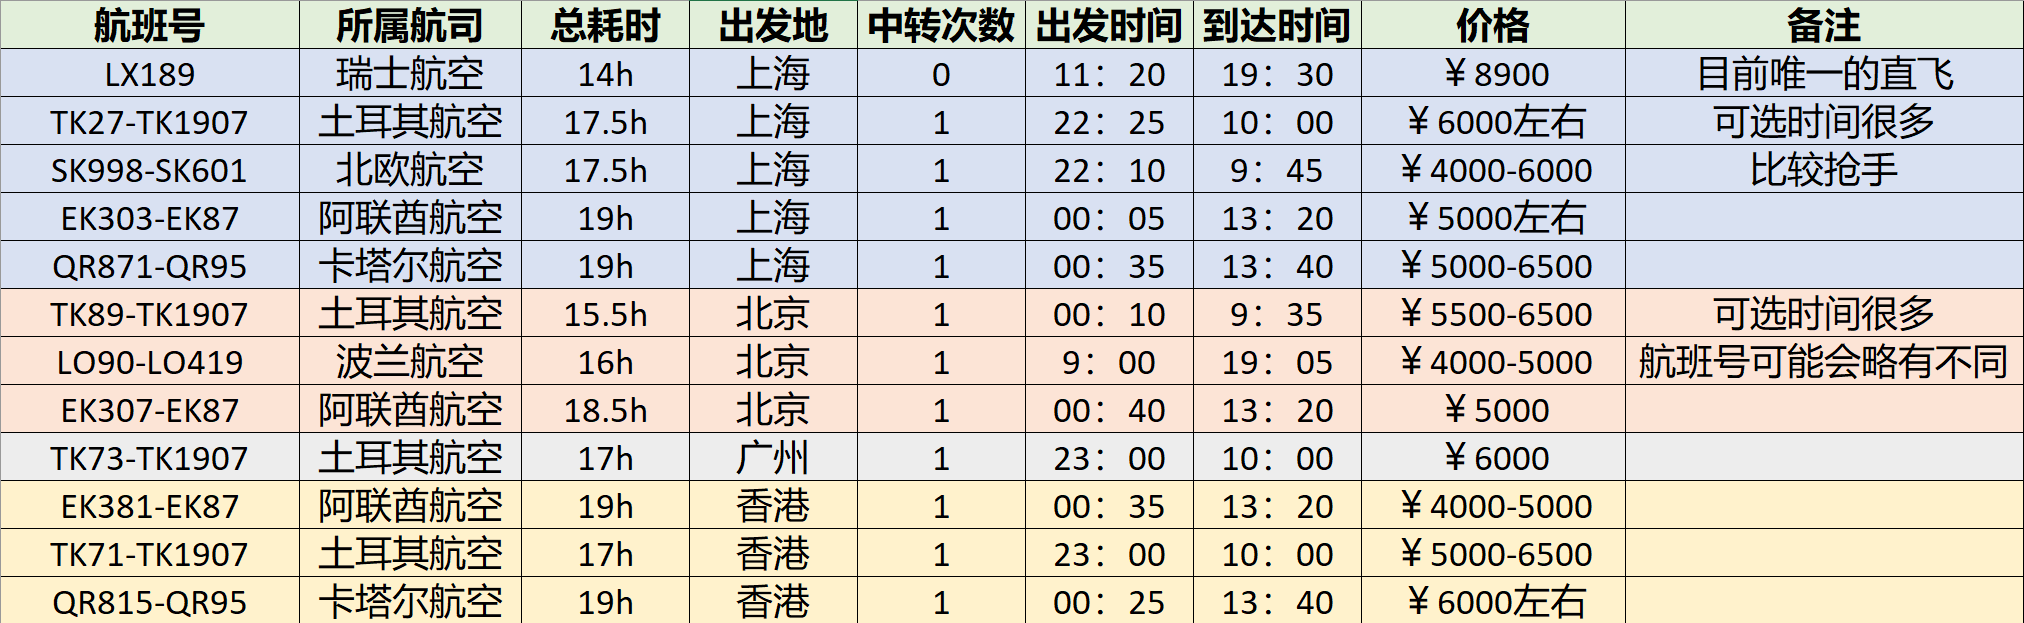 航班号 所属航司 总耗时 出发地 中转次数 出发时间 到达时间 价格 备注
LX189 瑞士航空 14h 上海 0 11：20 19：30 ￥8900 目前唯一的直飞
TK27-TK1907 土耳其航空 17.5h 上海 1 22：25 10：00 ￥6000左右 可选时间很多
SK998-SK601 北欧航空 17.5h 上海 1 22：10 9：45 ￥4000-6000 比较抢手
EK303-EK87 阿联酋航空 19h 上海 1 00：05 13：20 ￥5000左右
QR871-QR95 卡塔尔航空 19h 上海 1 00：35 13：40 ￥5000-6500
TK89-TK1907 土耳其航空 15.5h 北京 1 00：10 9：35 ￥5500-6500 可选时间很多
LO90-LO419 波兰航空 16h 北京 1 9：00 19：05 ￥4000-5000 航班号可能会略有不同
EK307-EK87 阿联酋航空 18.5h 北京 1 00：40 13：20 ￥5000
TK73-TK1907 土耳其航空 17h 广州 1 23：00 10：00 ￥6000
EK381-EK87 阿联酋航空 19h 香港 1 00：35 13：20 ￥4000-5000
TK71-TK1907 土耳其航空 17h 香港 1 23：00 10：00 ￥5000-6500
QR815-QR95 卡塔尔航空 19h 香港 1 00：25 13：40 ￥6000左右